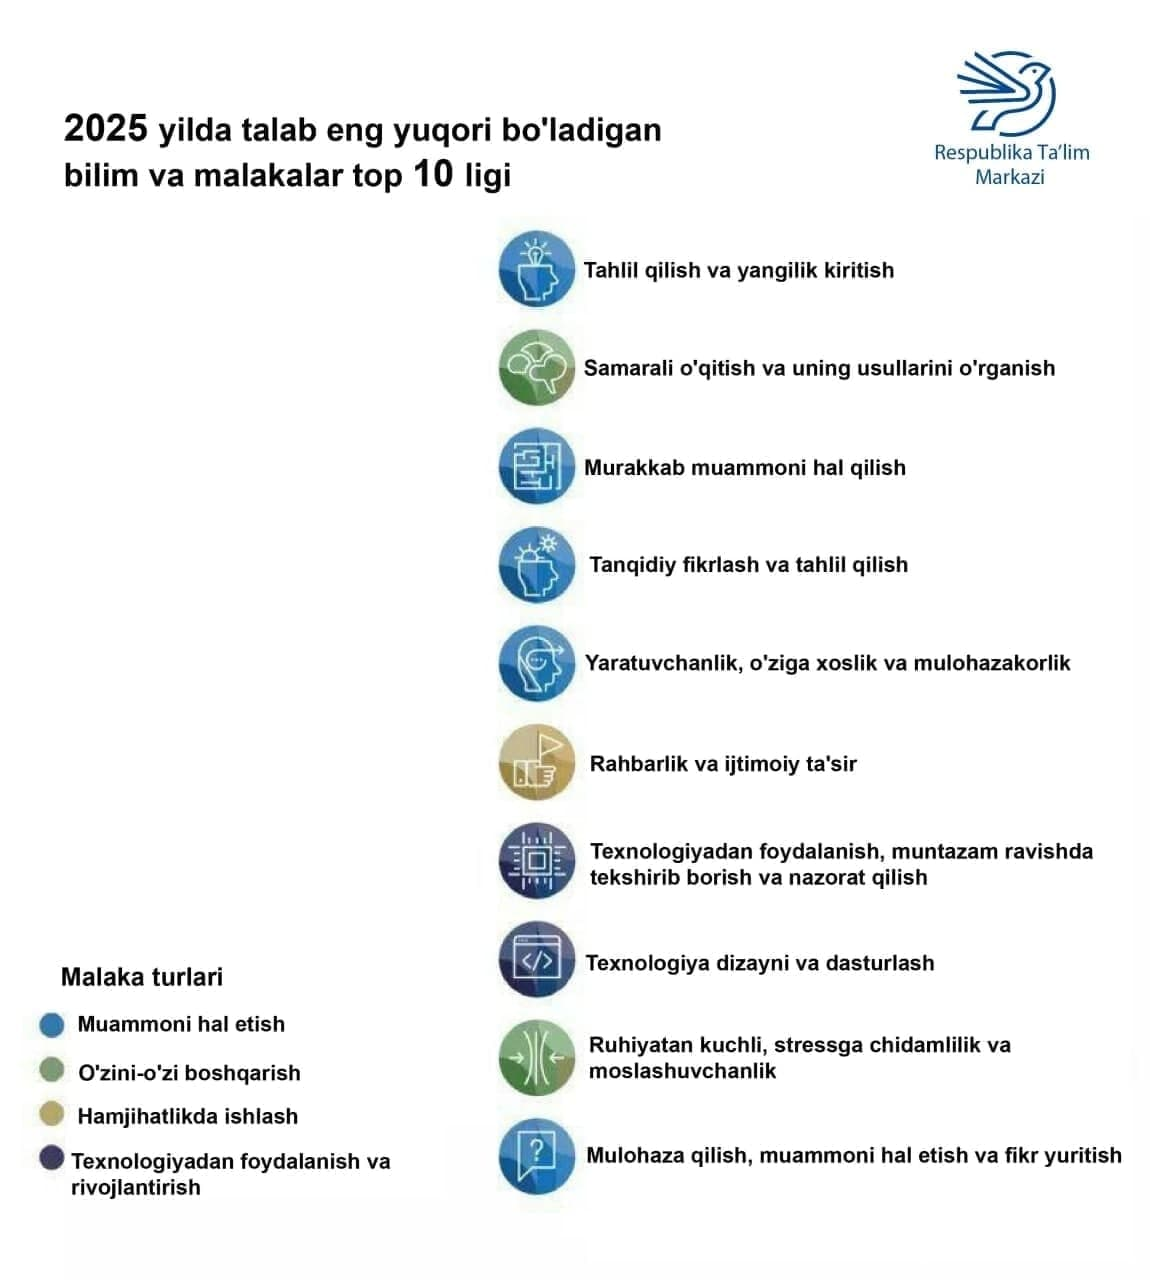 2025 yilda talab eng yuqori bo'ladigan
bilim va malakalar top 10 ligi
Respublika Ta’lim
Markazi
Tahlil qilish va yangilik kiritish
Samarali o'qitish va uning usullarini o'rganish
Murakkab muammoni hal qilish
Tanqidiy fikrlash va tahlil qilish
Yaratuvchanlik, o'ziga xoslik va mulohazakorlik
Rahbarlik va ijtimoiy ta'sir
Texnologiyadan foydalanish, muntazam ravishda
tekshirib borish va nazorat qilish
Texnologiya dizayni va dasturlash
Ruhiyatan kuchli, stressga chidamlilik va
moslashuvchanlik
Mulohaza qilish, muammoni hal etish va fikr yuritish
Malaka turlari
Muammoni hal etish
O'zini-o'zi boshqarish
Hamjihatlikda ishlash
Texnologiyadan foydalanish va
rivojlantirish